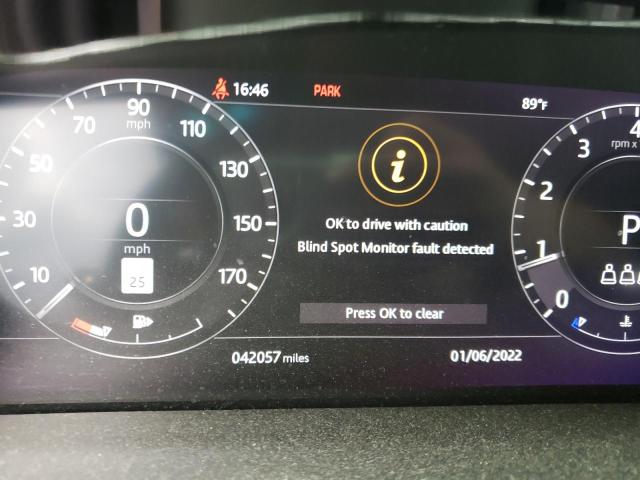 16:46 PARK 89°F
90
mph
70 110
50 130
30 150
10 170
0
mph
25
OK to drive with caution
Blind Spot Monitor fault detected
Press OK to clear
042057 miles 01/06/2022
4
rpm x
3
2
1
0
P